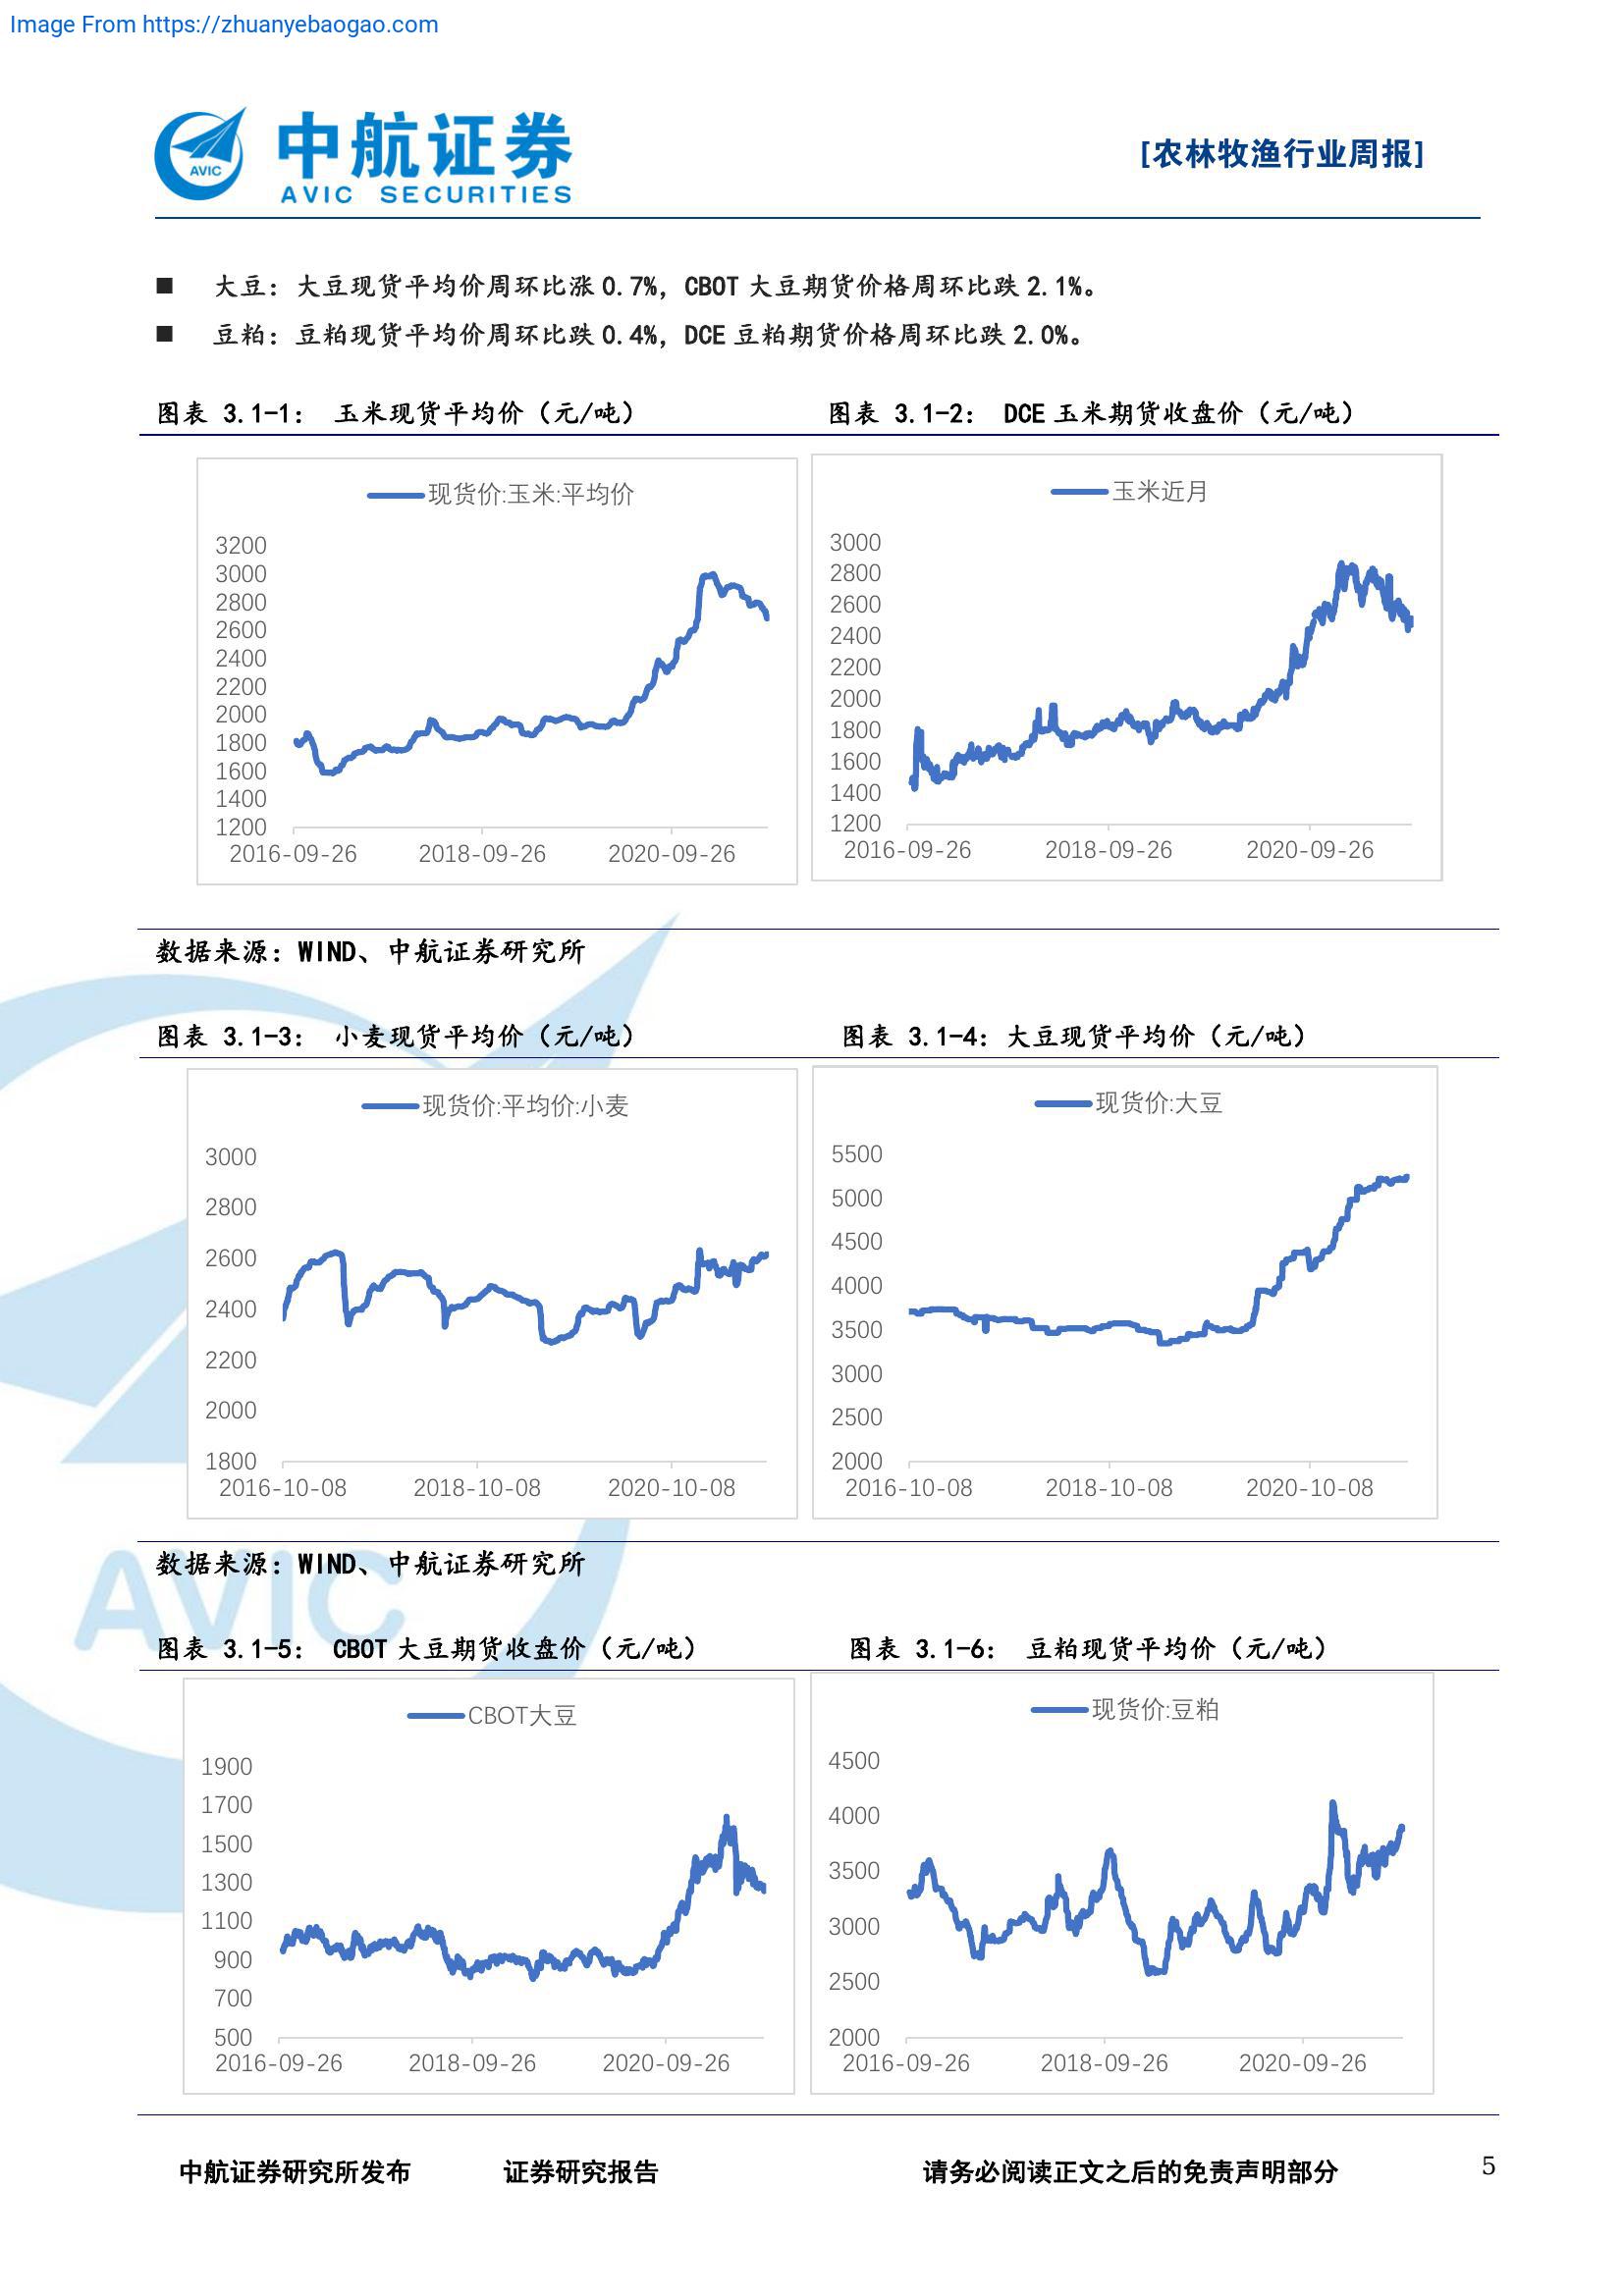 Image From https://zhuanyebaogao.com
AVIC
中航证券
AVIC SECURITIES
[农林牧渔行业周报]
■ 大豆：大豆现货平均价周环比涨 0.7%，CBOT 大豆期货价格周环比跌 2.1%。
■ 豆粕：豆粕现货平均价周环比跌 0.4%，DCE 豆粕期货价格周环比跌 2.0%。
图表 3.1-1： 玉米现货平均价（元/吨）
图表 3.1-2： DCE 玉米期货收盘价（元/吨）
现货价:玉米:平均价
3200
3000
2800
2600
2400
2200
2000
1800
1600
1400
1200
2016-09-26 2018-09-26 2020-09-26
玉米近月
3000
2800
2600
2400
2200
2000
1800
1600
1400
1200
2016-09-26 2018-09-26 2020-09-26
数据来源：WIND、中航证券研究所
图表 3.1-3： 小麦现货平均价（元/吨）
图表 3.1-4：大豆现货平均价（元/吨）
现货价:平均价:小麦
3000
2800
2600
2400
2200
2000
1800
2016-10-08 2018-10-08 2020-10-08
现货价:大豆
5500
5000
4500
4000
3500
3000
2500
2000
2016-10-08 2018-10-08 2020-10-08
数据来源：WIND、中航证券研究所
AVIC
图表 3.1-5： CBOT 大豆期货收盘价（元/吨）
图表 3.1-6： 豆粕现货平均价（元/吨）
CBOT大豆
1900
1700
1500
1300
1100
900
700
500
2016-09-26 2018-09-26 2020-09-26
现货价:豆粕
4500
4000
3500
3000
2500
2000
2016-09-26 2018-09-26 2020-09-26
中航证券研究所发布 证券研究报告 请务必阅读正文之后的免责声明部分 5